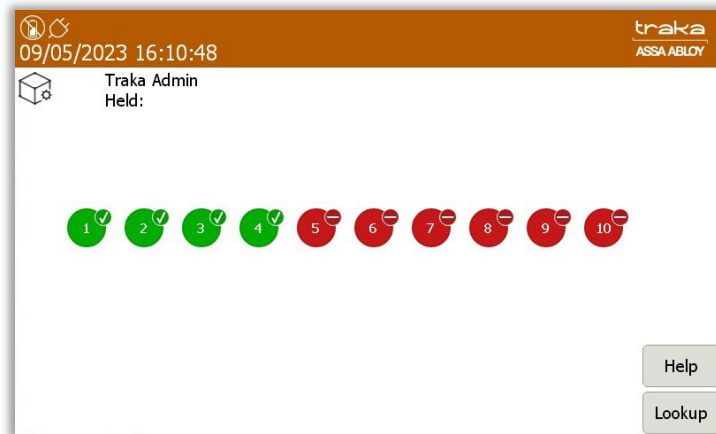 traka
09/05/2023 16:10:48
ASSA ABLOY
Traka Admin
Held:
1 2 3 4 5 6 7 8 9 10
Help
Lookup